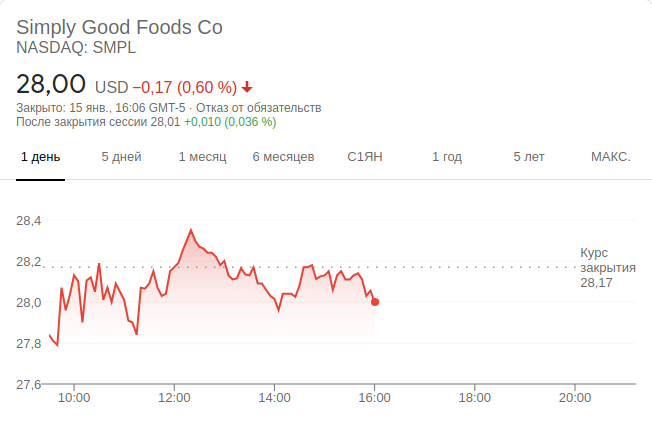 Simply Good Foods Co
NASDAQ: SMPL
28,00 USD −0,17 (0,60 %)
Закрыто: 15 янв., 16:06 GMT-5 · Отказ от обязательств
После закрытия сессии 28,01 +0,010 (0,036 %)
1 день 5 дней 1 месяц 6 месяцев С1ЯН 1 год 5 лет МАКС.
28,4
28,2
28,0
27,8
27,6
Курс
закрытия
28,17
10:00 12:00 14:00 16:00 18:00 20:00